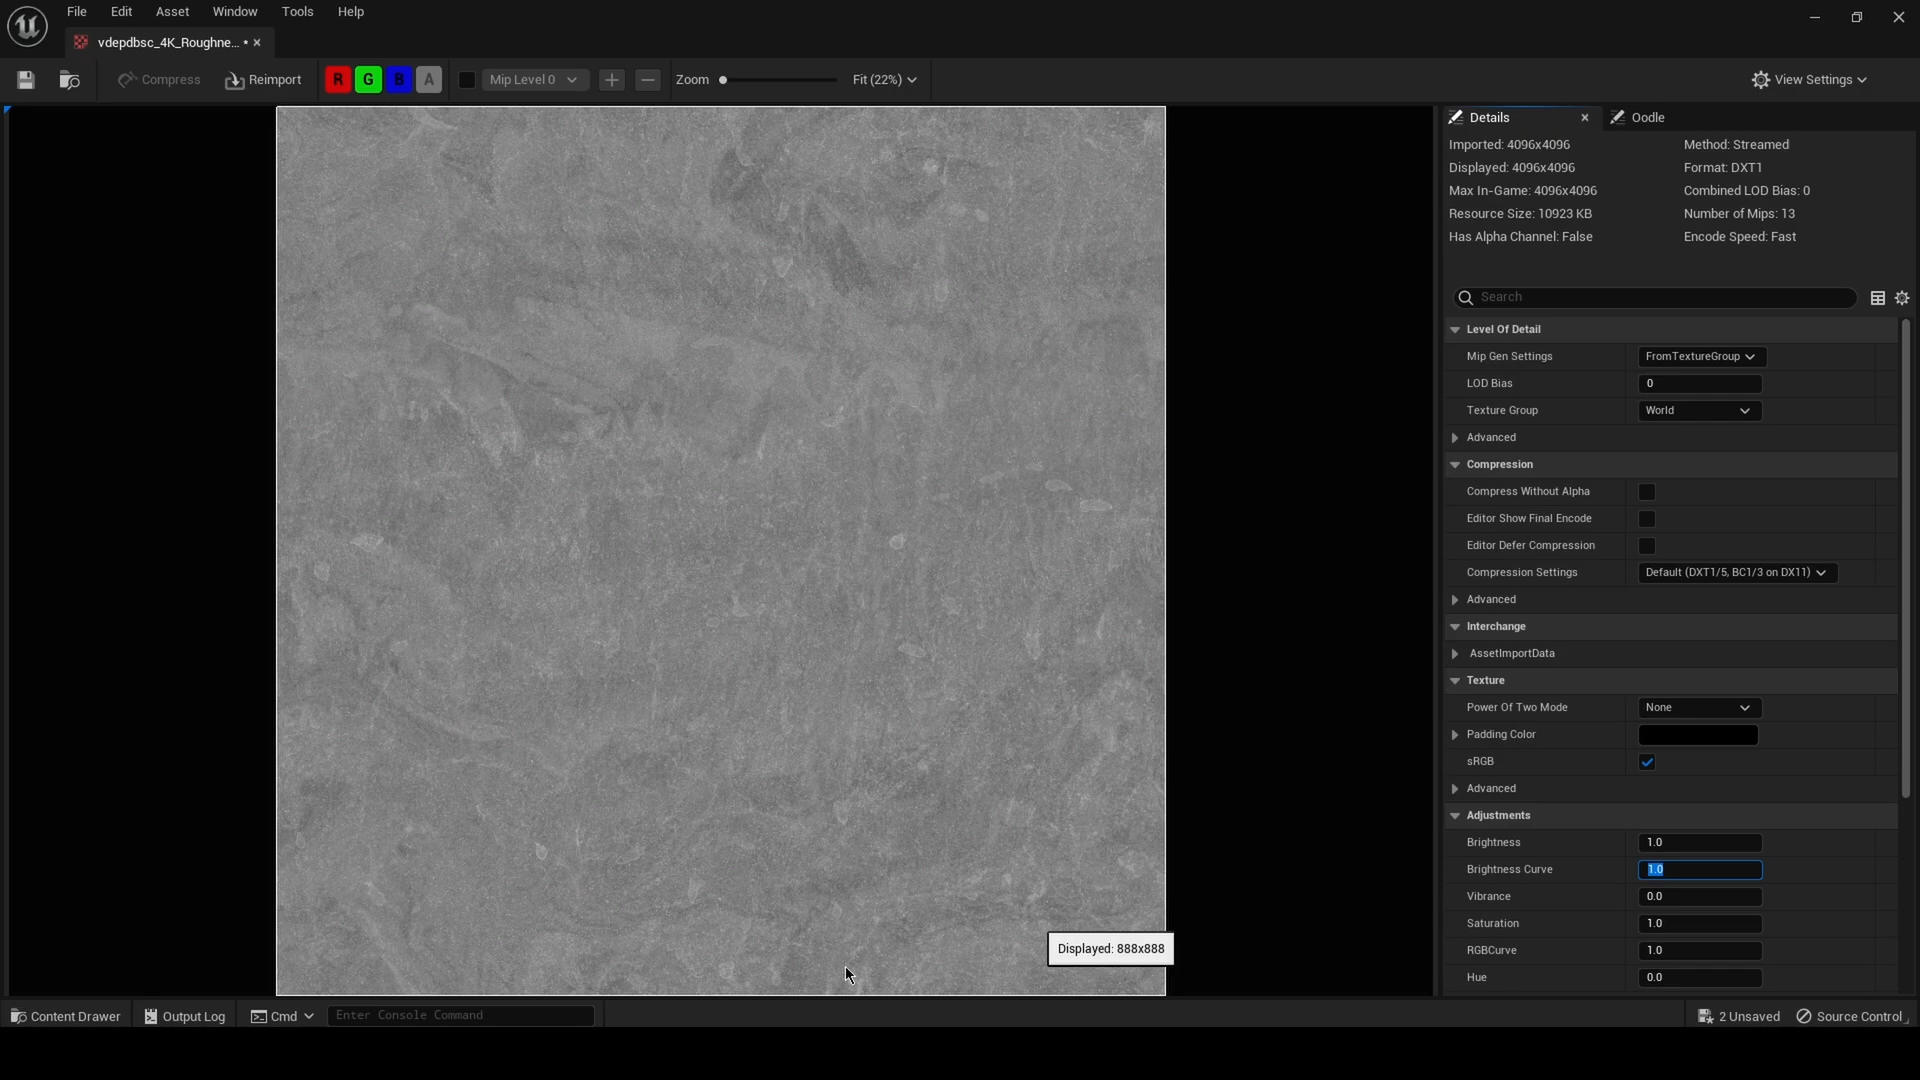 File Edit Asset Window Tools Help
vdepdbsc_4K_Roughne... •
Compress Reimport R G B A Mip Level 0 Zoom Fit (22%) View Settings
Details Oodle
Imported: 4096x4096 Method: Streamed
Displayed: 4096x4096 Format: DXT1
Max In-Game: 4096x4096 Combined LOD Bias: 0
Resource Size: 10923 KB Number of Mips: 13
Has Alpha Channel: False Encode Speed: Fast
Search
Level Of Detail
Mip Gen Settings FromTextureGroup
LOD Bias 0
Texture Group World
Advanced
Compression
Compress Without Alpha
Editor Show Final Encode
Editor Defer Compression
Compression Settings Default (DXT1/5, BC1/3 on DX11)
Advanced
Interchange
AssetImportData
Texture
Power Of Two Mode None
Padding Color
sRGB
Advanced
Adjustments
Brightness 1.0
Brightness Curve 1.0
Vibrance 0.0
Saturation 1.0
RGBCurve 1.0
Hue 0.0
Displayed: 888x888
Content Drawer Output Log Cmd Enter Console Command 2 Unsaved Source Control